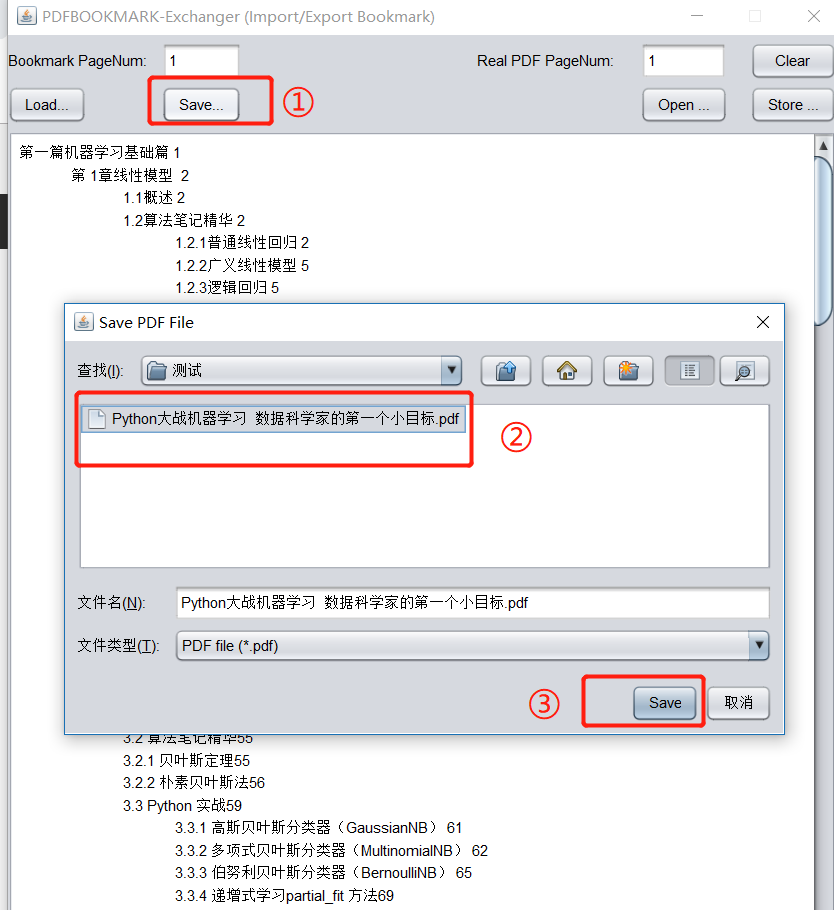 PDFBOOKMARK-Exchanger (Import/Export Bookmark)
Bookmark PageNum: 1 Real PDF PageNum: 1 Clear
Load... Save... ① Open ... Store ...
第一篇机器学习基础篇 1
第 1章线性模型 2
1.1概述 2
1.2算法笔记精华 2
1.2.1普通线性回归 2
1.2.2广义线性模型 5
1.2.3逻辑回归 5
Save PDF File
查找(I): 测试
Python大战机器学习 数据科学家的第一个小目标.pdf
②
文件名(N): Python大战机器学习 数据科学家的第一个小目标.pdf
文件类型(T): PDF file (*.pdf)
③ Save 取消
3.2 算法笔记精华55
3.2.1 贝叶斯定理55
3.2.2 朴素贝叶斯法56
3.3 Python 实战59
3.3.1 高斯贝叶斯分类器（GaussianNB） 61
3.3.2 多项式贝叶斯分类器（MultinomialNB） 62
3.3.3 伯努利贝叶斯分类器（BernoulliNB） 65
3.3.4 递增式学习partial_fit 方法69